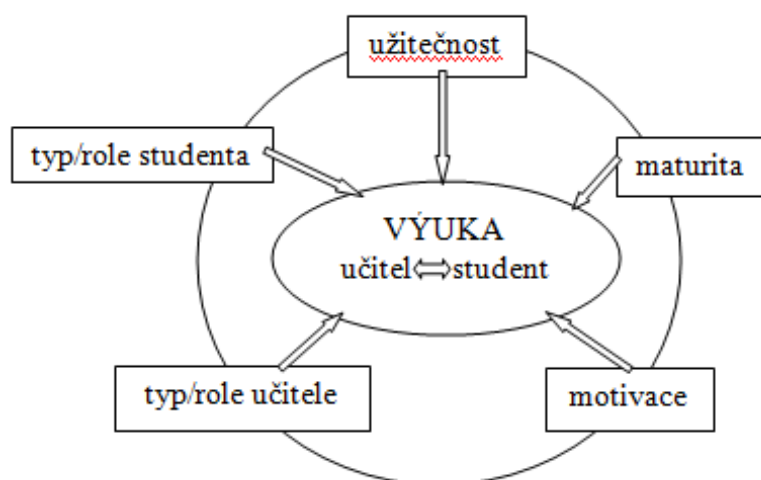 užitečnost
typ/role studenta
maturita
VÝUKA
učitel⇔student
typ/role učitele
motivace